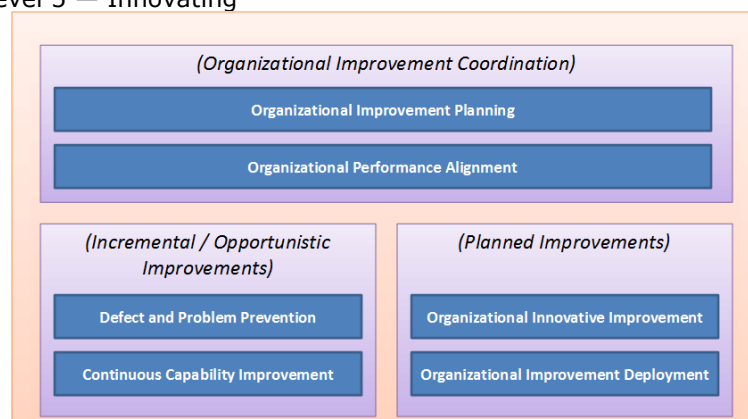 Level 5 — Innovating
(Organizational Improvement Coordination)
Organizational Improvement Planning
Organizational Performance Alignment
(Incremental / Opportunistic
Improvements)
Defect and Problem Prevention
Continuous Capability Improvement
(Planned Improvements)
Organizational Innovative Improvement
Organizational Improvement Deployment